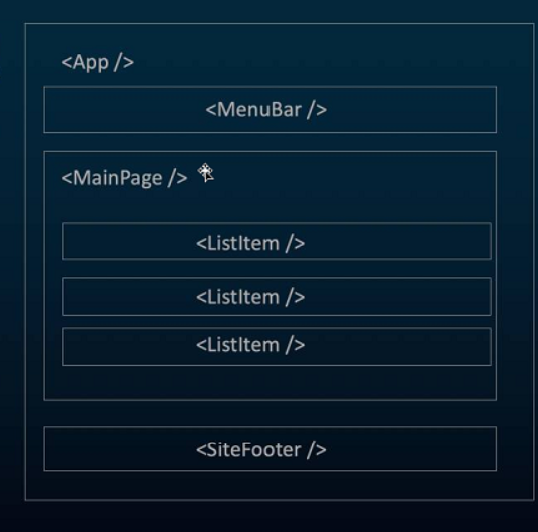 <App />
<MenuBar />
<MainPage />
<ListItem />
<ListItem />
<ListItem />
<SiteFooter />